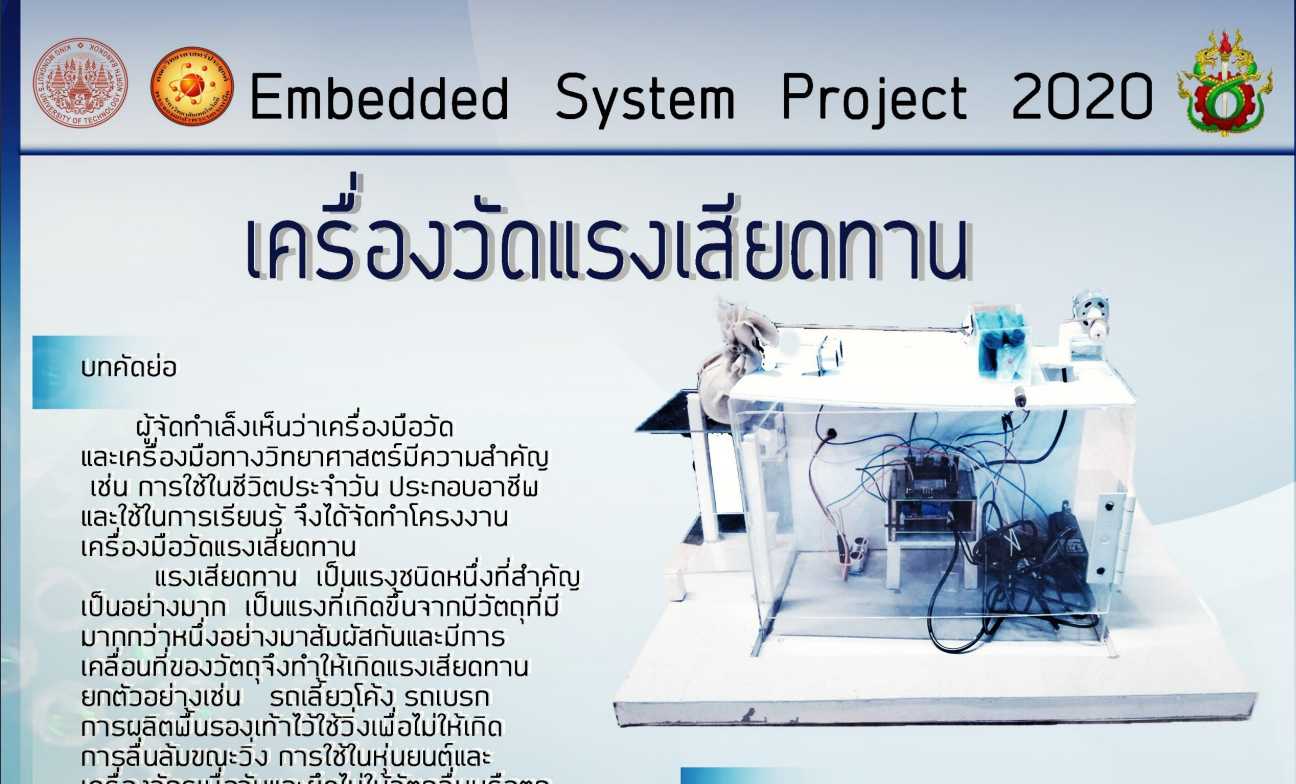 Embedded System Project 2020
เครื่องวัดแรงเสียดทาน
บทคัดย่อ
ผู้จัดทำเล็งเห็นว่าเครื่องมือวัด
และเครื่องมือทางวิทยาศาสตร์มีความสำคัญ
เช่น การใช้ในชีวิตประจำวัน ประกอบอาชีพ
และใช้ในการเรียนรู้ จึงได้จัดทำโครงงาน
เครื่องมือวัดแรงเสียดทาน
แรงเสียดทาน เป็นแรงชนิดหนึ่งที่สำคัญ
เป็นอย่างมาก เป็นแรงที่เกิดขึ้นจากมีวัตถุที่มี
มากกว่าหนึ่งอย่างมาสัมผัสกันและมีการ
เคลื่อนที่ของวัตถุจึงทำให้เกิดแรงเสียดทาน
ยกตัวอย่างเช่น รถเลี้ยวโค้ง รถเบรก
การผลิตพื้นรองเท้าไว้ใช้วิ่งเพื่อไม่ให้เกิด
การลื่นล้มขณะวิ่ง การใช้ในหุ่นยนต์และ